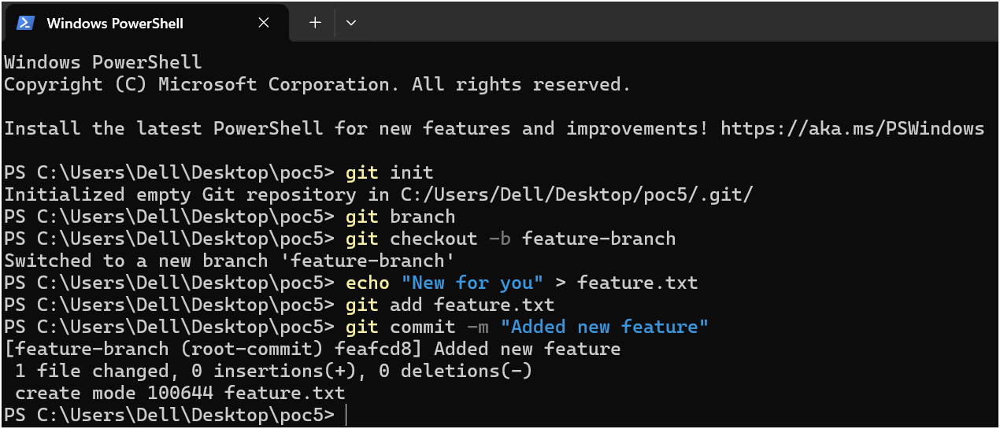 Windows PowerShell
Windows PowerShell
Copyright (C) Microsoft Corporation. All rights reserved.
Install the latest PowerShell for new features and improvements! https://aka.ms/PSWindows
PS C:\Users\Dell\Desktop\poc5> git init
Initialized empty Git repository in C:/Users/Dell/Desktop/poc5/.git/
PS C:\Users\Dell\Desktop\poc5> git branch
PS C:\Users\Dell\Desktop\poc5> git checkout -b feature-branch
Switched to a new branch 'feature-branch'
PS C:\Users\Dell\Desktop\poc5> echo "New for you" > feature.txt
PS C:\Users\Dell\Desktop\poc5> git add feature.txt
PS C:\Users\Dell\Desktop\poc5> git commit -m "Added new feature"
[feature-branch (root-commit) feafcd8] Added new feature
 1 file changed, 0 insertions(+), 0 deletions(-)
 create mode 100644 feature.txt
PS C:\Users\Dell\Desktop\poc5>